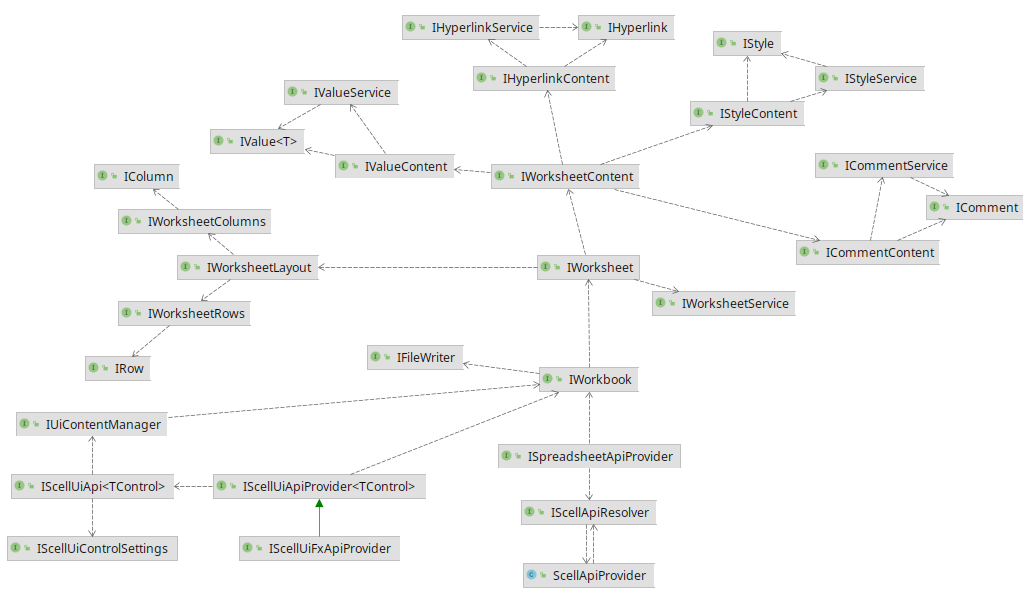 IHyperlinkService
IHyperlink
IStyle
IHyperlinkContent
IStyleService
IValueService
IStyleContent
IValue<T>
IValueContent
ICommentService
IColumn
IWorksheetContent
IComment
IWorksheetColumns
ICommentContent
IWorksheetLayout
IWorksheet
IWorksheetService
IWorksheetRows
IFileWriter
IRow
IWorkbook
IUiContentManager
ISpreadsheetApiProvider
IScellUiApi<TControl>
IScellUiApiProvider<TControl>
IScellApiResolver
IScellUiControlSettings
IScellUiFxApiProvider
ScellApiProvider